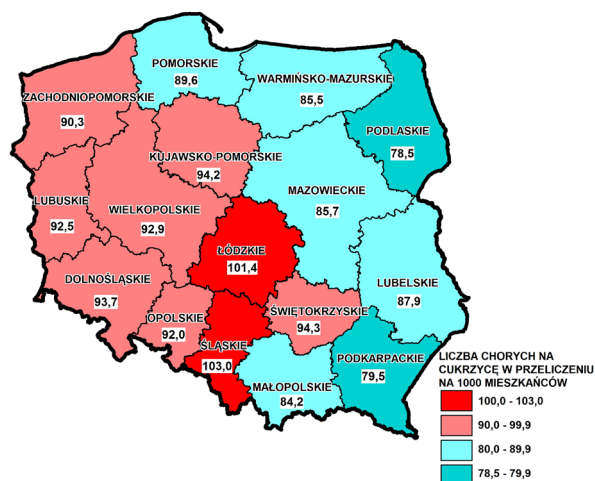 POMORSKIE
89,6
WARMIŃSKO-MAZURSKIE
85,5
ZACHODNIOPOMORSKIE
90,3
PODLASKIE
78,5
KUJAWSKO-POMORSKIE
94,2
MAZOWIECKIE
85,7
LUBUSKIE
92,5
WIELKOPOLSKIE
92,9
ŁÓDZKIE
101,4
DOLNOŚLĄSKIE
93,7
LUBELSKIE
87,9
OPOLSKIE
92,0
ŚWIĘTOKRZYSKIE
94,3
ŚLĄSKIE
103,0
PODKARPACKIE
79,5
MAŁOPOLSKIE
84,2
LICZBA CHORYCH NA
CUKRZYCĘ W PRZELICZENIU
NA 1000 MIESZKAŃCÓW
100,0 - 103,0
90,0 - 99,9
80,0 - 89,9
78,5 - 79,9